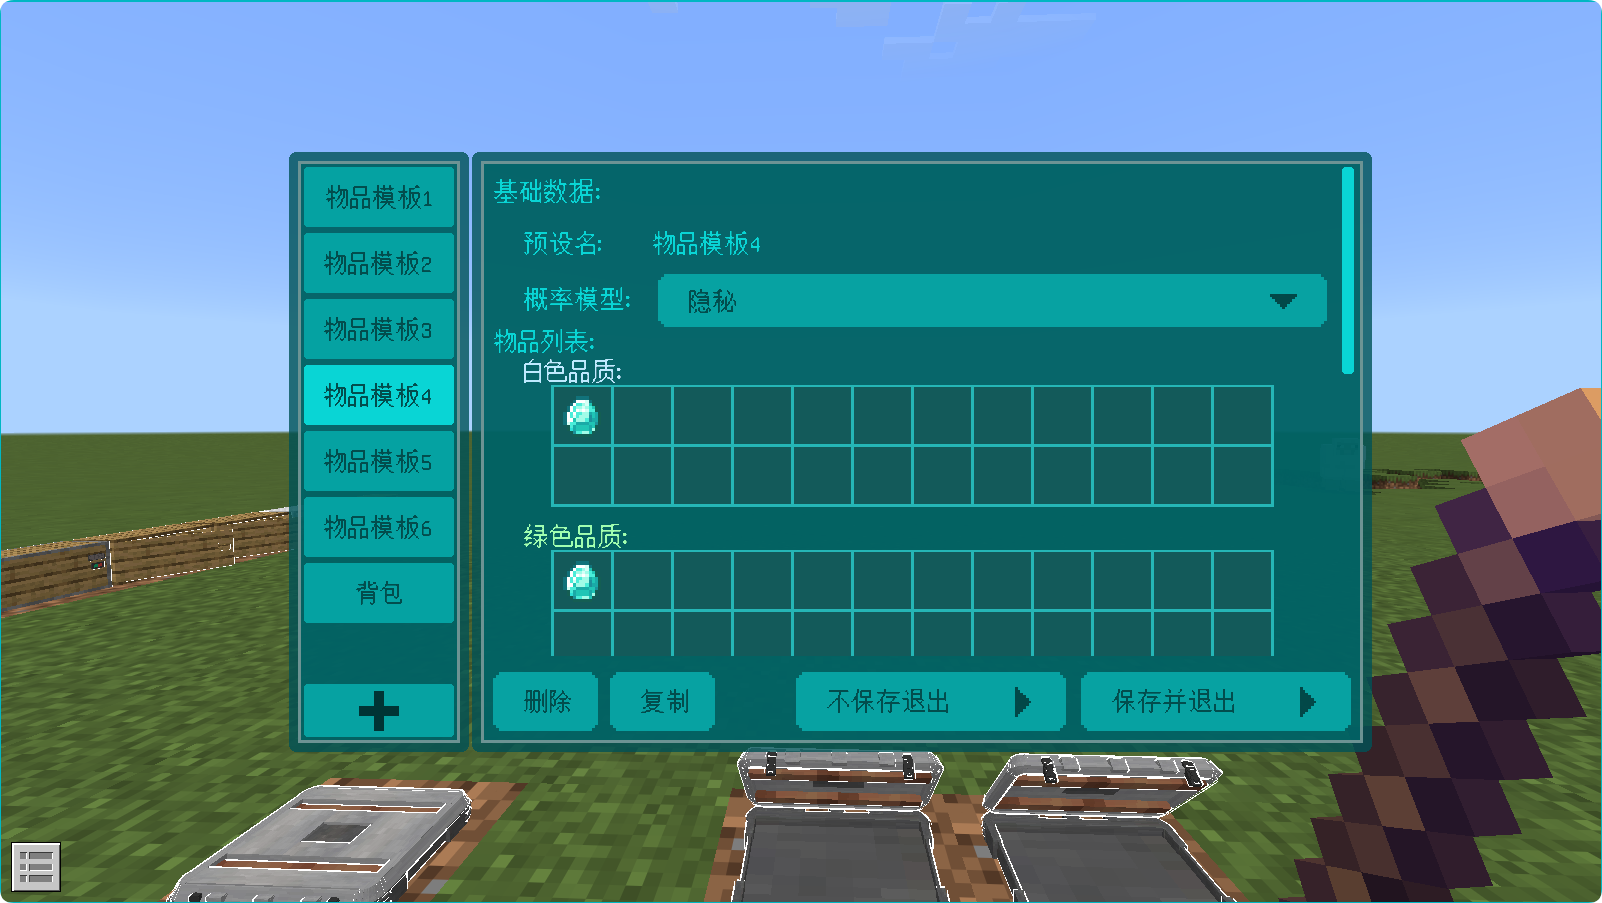 物品模板1
物品模板2
物品模板3
物品模板4
物品模板5
物品模板6
背包
基础数据:
预设名: 物品模板4
概率模型: 隐秘
物品列表:
白色品质:
绿色品质:
删除 复制 不保存退出 保存并退出